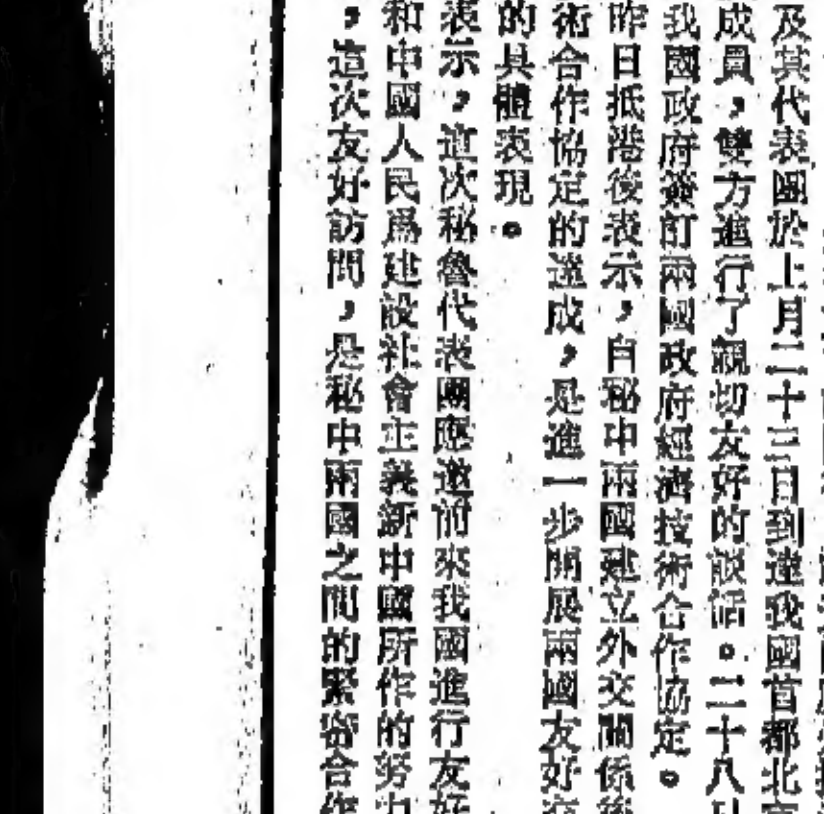 及其代表團於上月二十三日到達我國首都北京
成員，雙方進行了親切友好的談話。二十八日
我國政府簽訂兩國政府經濟技術合作協定。
昨日抵港後表示，自秘中兩國建立外交關係後
術合作協定的達成，是進一步開展兩國友好
的具體表現。
表示，這次秘魯代表團應邀前來我國進行友好
和中國人民爲建設社會主義新中國所作的努力
，這次友好訪問，是秘中兩國之間的緊密合作